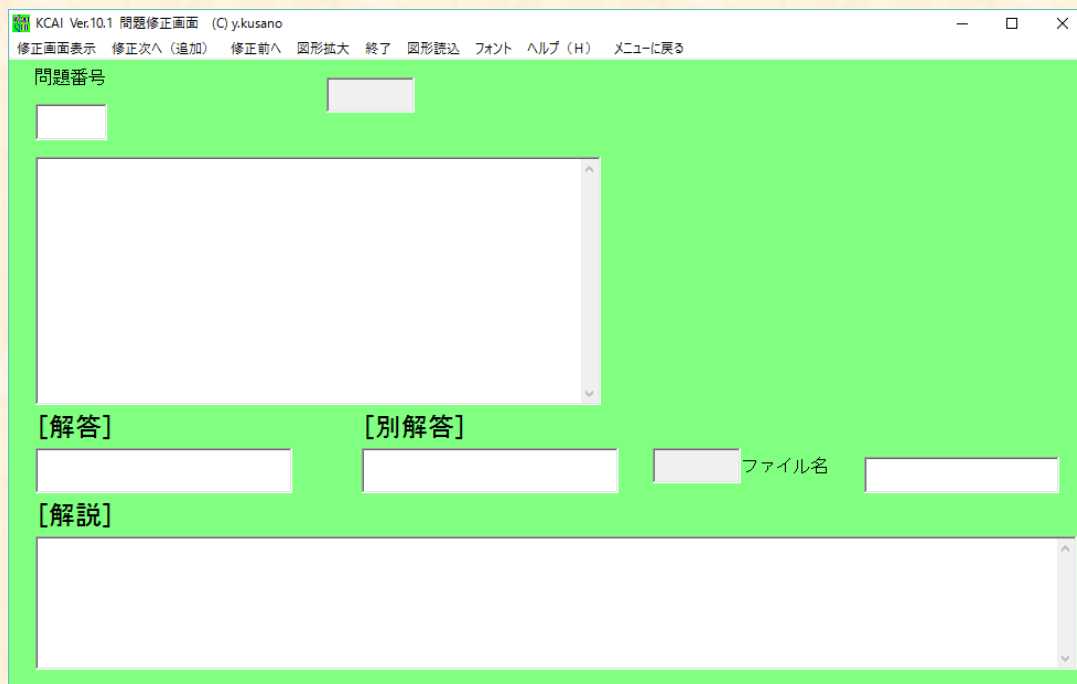 KCAI Ver.10.1 問題修正画面 (C) y.kusano
修正画面表示 修正次へ（追加） 修正前へ 図形拡大 終了 図形読込 フォント ヘルプ（H） メニューに戻る
問題番号
[解答] [別解答]
ファイル名
[解説]